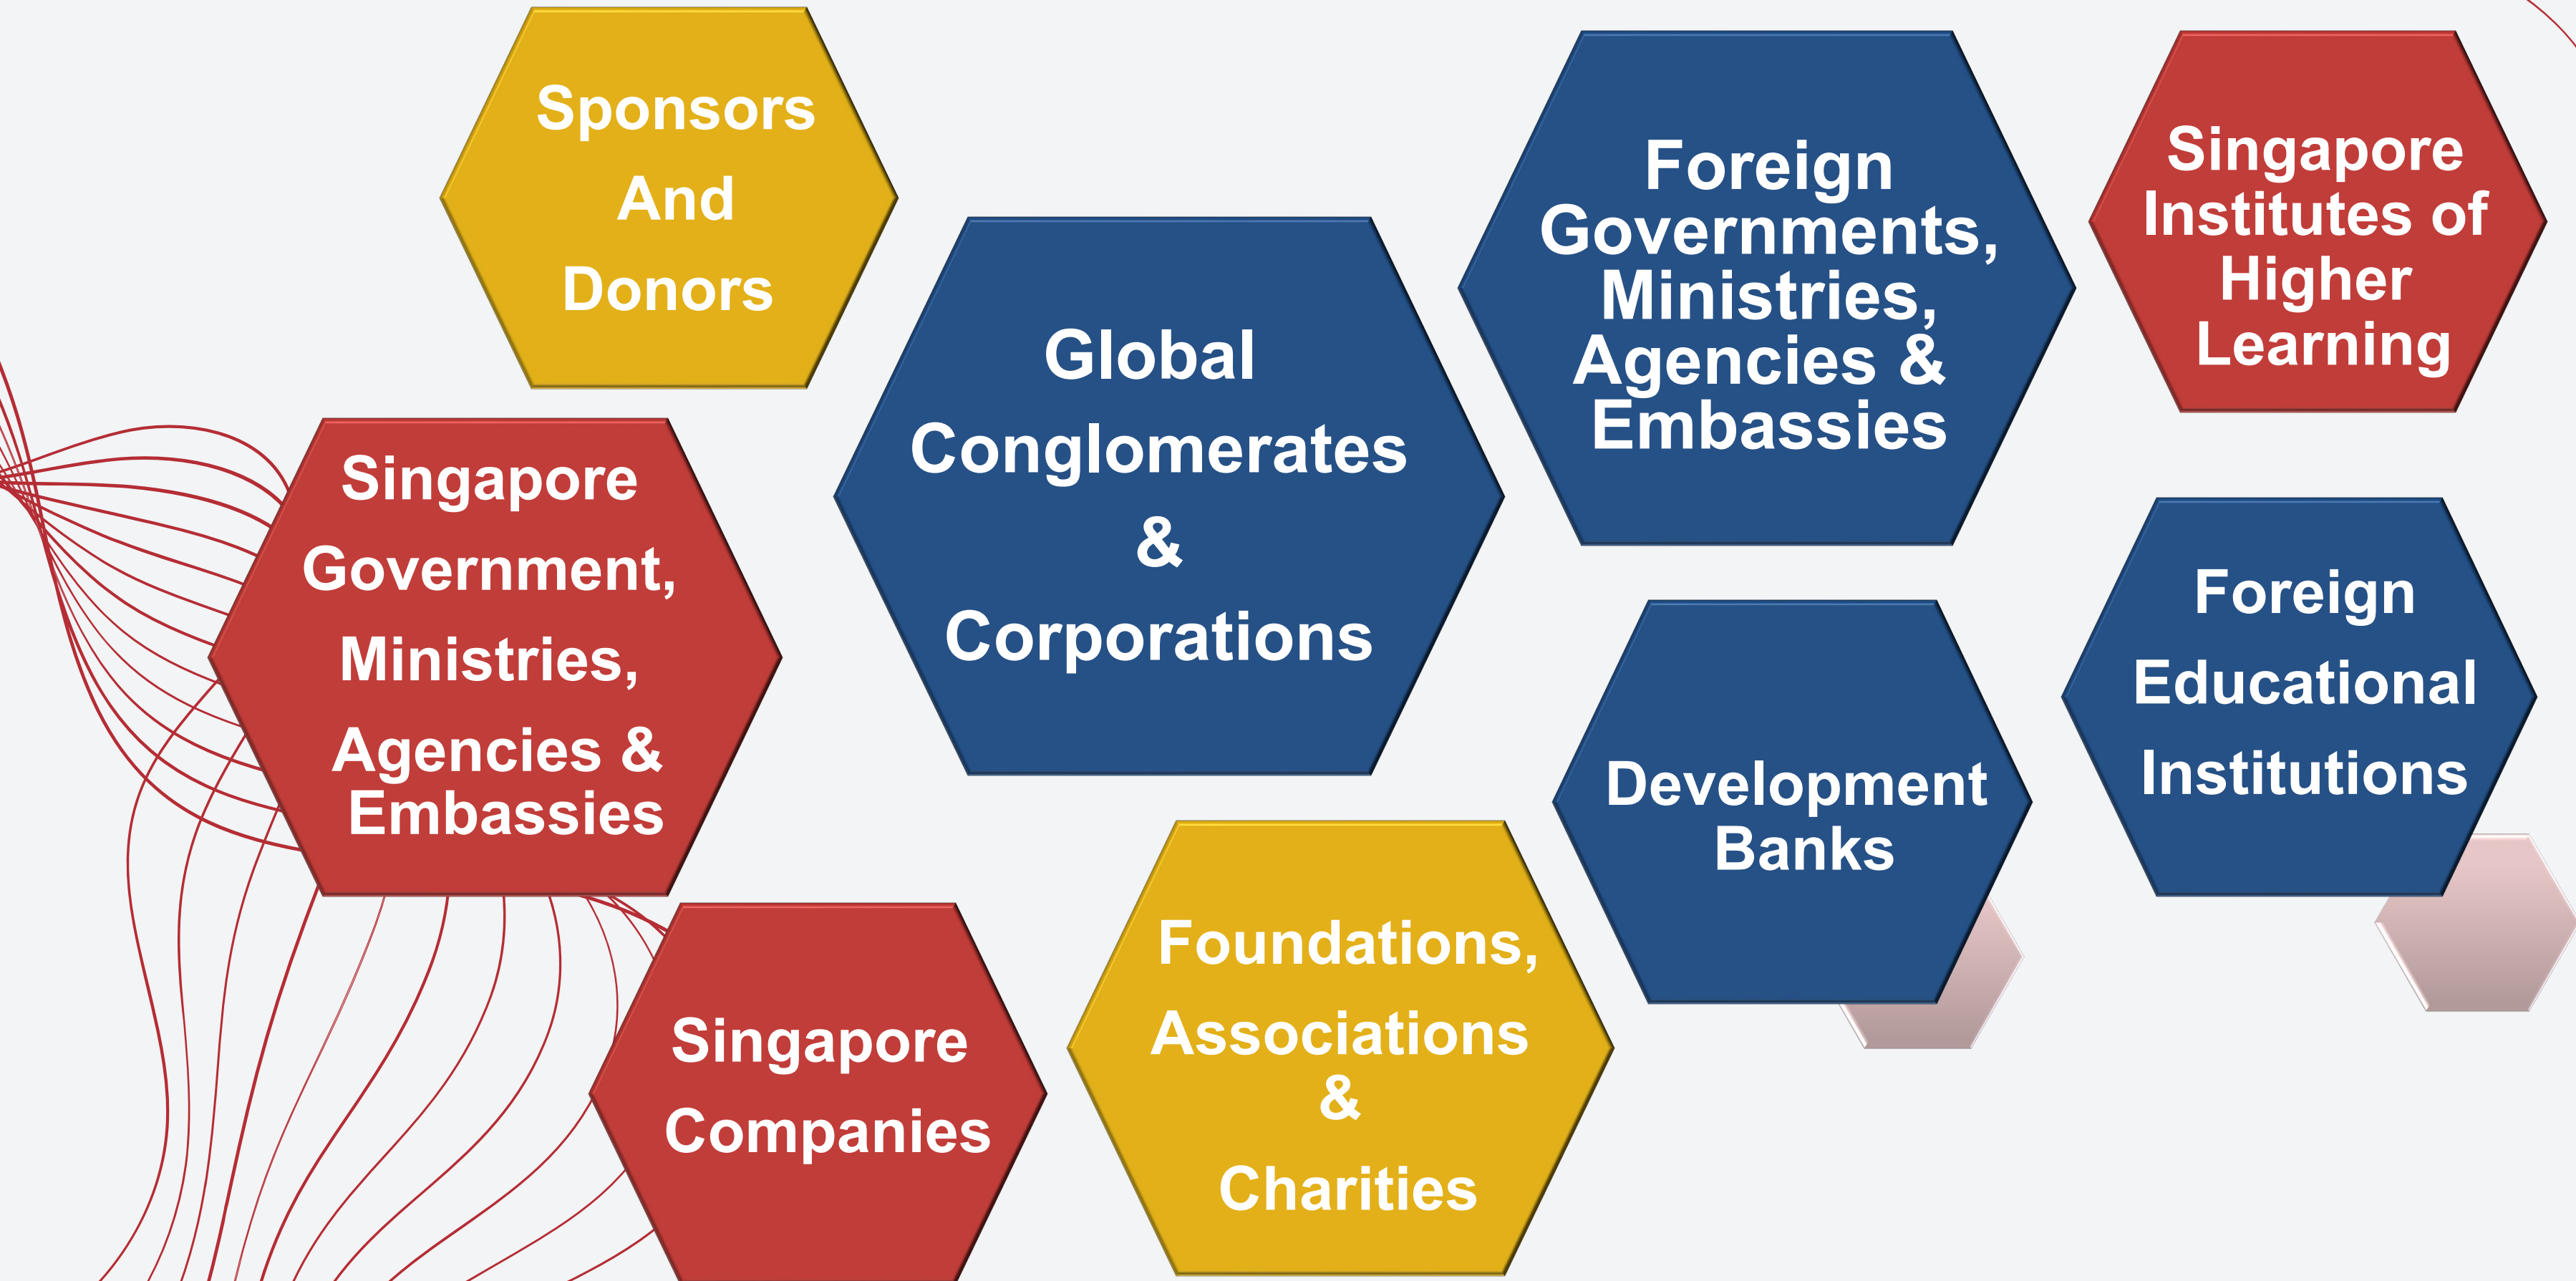 Sponsors
And
Donors
Global
Conglomerates
&
Corporations
Foreign
Governments,
Ministries,
Agencies &
Embassies
Singapore
Institutes of
Higher
Learning
Singapore
Government,
Ministries,
Agencies &
Embassies
Foreign
Educational
Institutions
Development
Banks
Singapore
Companies
Foundations,
Associations
&
Charities